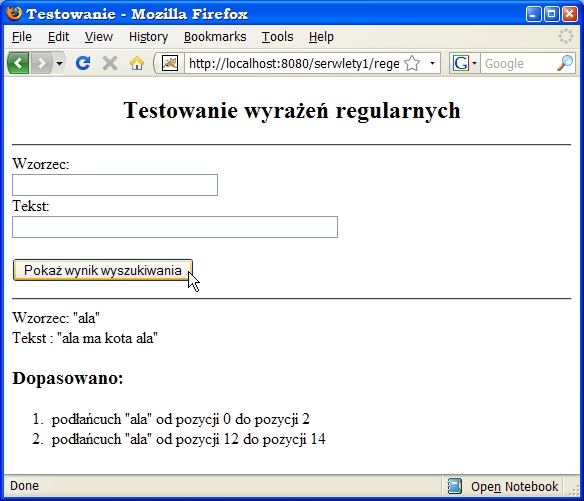 Testowanie - Mozilla Firefox
File Edit View History Bookmarks Tools Help
http://localhost:8080/serwlety1/rege
G Google
Testowanie wyrażeń regularnych
Wzorzec:
Tekst:
Pokaż wynik wyszukiwania
Wzorzec: "ala"
Tekst : "ala ma kota ala"
Dopasowano:
1. podłańcuch "ala" od pozycji 0 do pozycji 2
2. podłańcuch "ala" od pozycji 12 do pozycji 14
Done Open Notebook